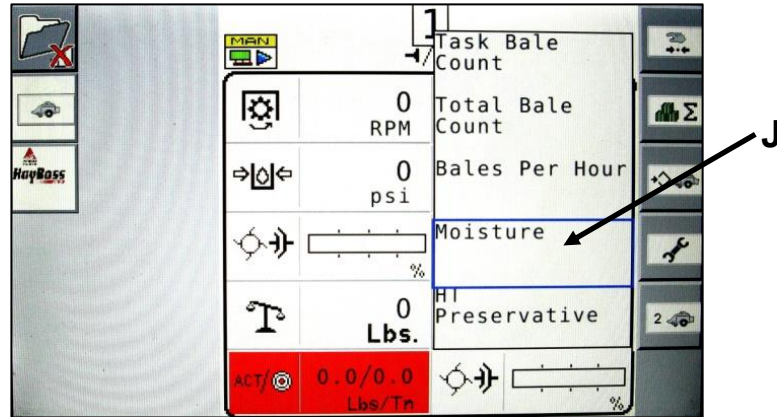 1
MAN
Task Bale
Count
0
RPM
Total Bale
Count
Σ
J
HayBoss
0
psi
Bales Per Hour
%
Moisture
0
Lbs.
HT
Preservative
2
ACT/
0.0/0.0
Lbs/Tn
%